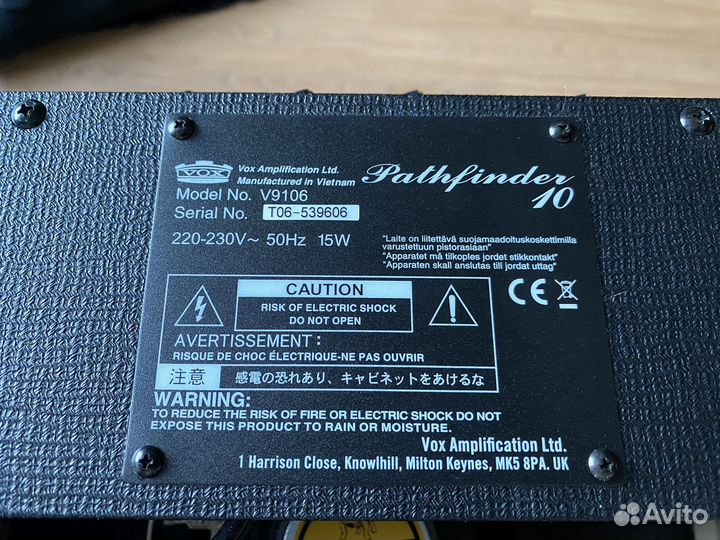 VOX
Vox Amplification Ltd.
Manufactured in Vietnam
Pathfinder
10
Model No. V9106
Serial No. T06-539606
220-230V~ 50Hz 15W
"Laite on liitettävä suojamaadoituskoskettimilla
varustettuun pistorasiaan"
"Apparatet må tilkoples jordet stikkontakt"
"Apparaten skall anslutas till jordat uttag"
CAUTION
RISK OF ELECTRIC SHOCK
DO NOT OPEN
CE
AVERTISSEMENT:
RISQUE DE CHOC ÉLECTRIQUE-NE PAS OUVRIR
注意 感電の恐れあり、キャビネットをあけるな
WARNING:
TO REDUCE THE RISK OF FIRE OR ELECTRIC SHOCK DO NOT
EXPOSE THIS PRODUCT TO RAIN OR MOISTURE.
Vox Amplification Ltd.
1 Harrison Close, Knowlhill, Milton Keynes, MK5 8PA. UK
Avito